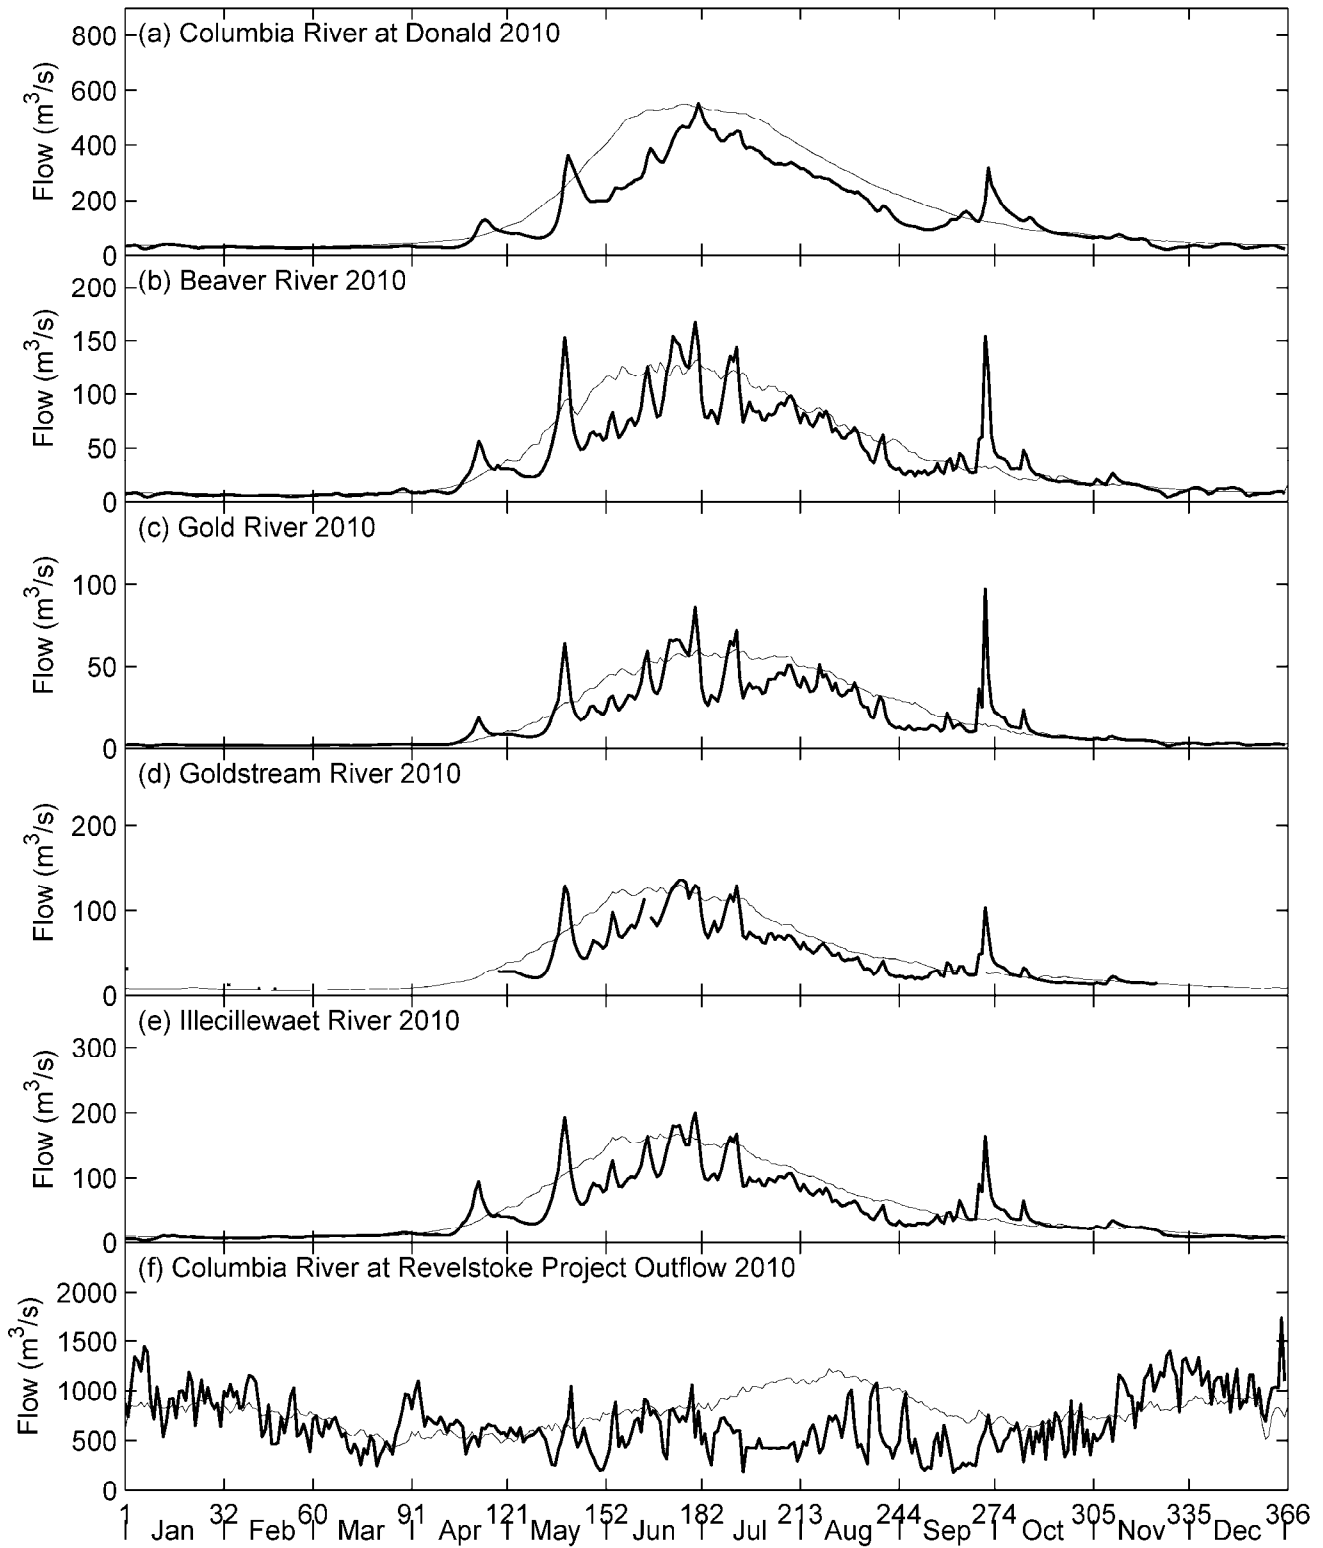 (a) Columbia River at Donald 2010
Flow (m³/s)
800
600
400
200
0
(b) Beaver River 2010
Flow (m³/s)
200
150
100
50
0
(c) Gold River 2010
Flow (m³/s)
100
50
0
(d) Goldstream River 2010
Flow (m³/s)
200
100
0
(e) Illecillewaet River 2010
Flow (m³/s)
300
200
100
0
(f) Columbia River at Revelstoke Project Outflow 2010
Flow (m³/s)
2000
1500
1000
500
0
1 32 60 91 121 152 182 213 244 274 305 335 366
Jan Feb Mar Apr May Jun Jul Aug Sep Oct Nov Dec